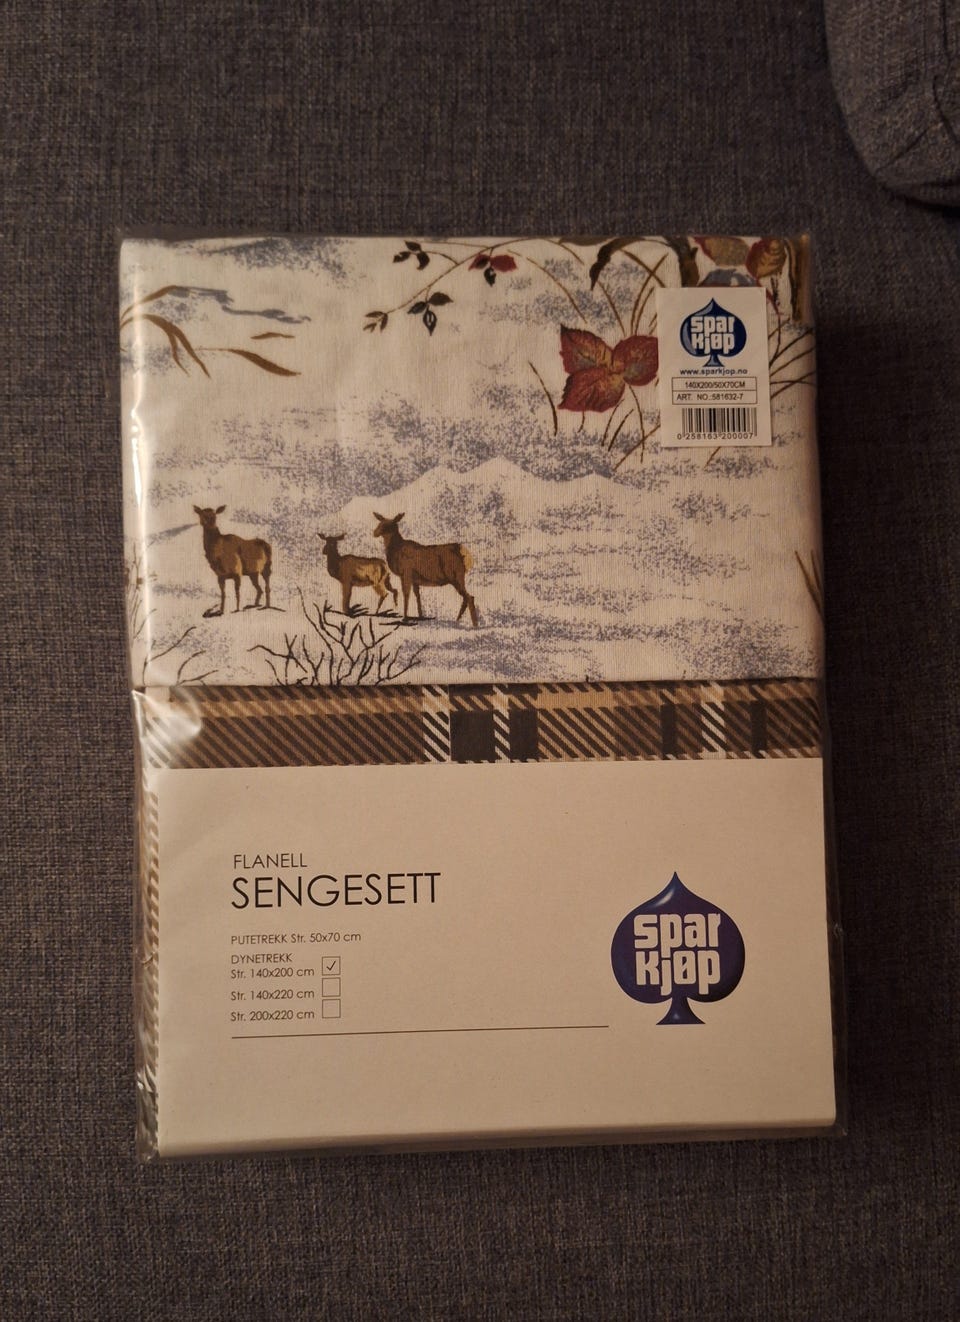 spar
kjøp
www.sparkjop.no
140X200/50X70CM
ART. NO.:581632-7
0 258163 200007
FLANELL
SENGESETT
PUTETREKK Str. 50x70 cm
DYNETREKK
Str. 140x200 cm ✓
Str. 140x220 cm
Str. 200x220 cm
spar
kjøp